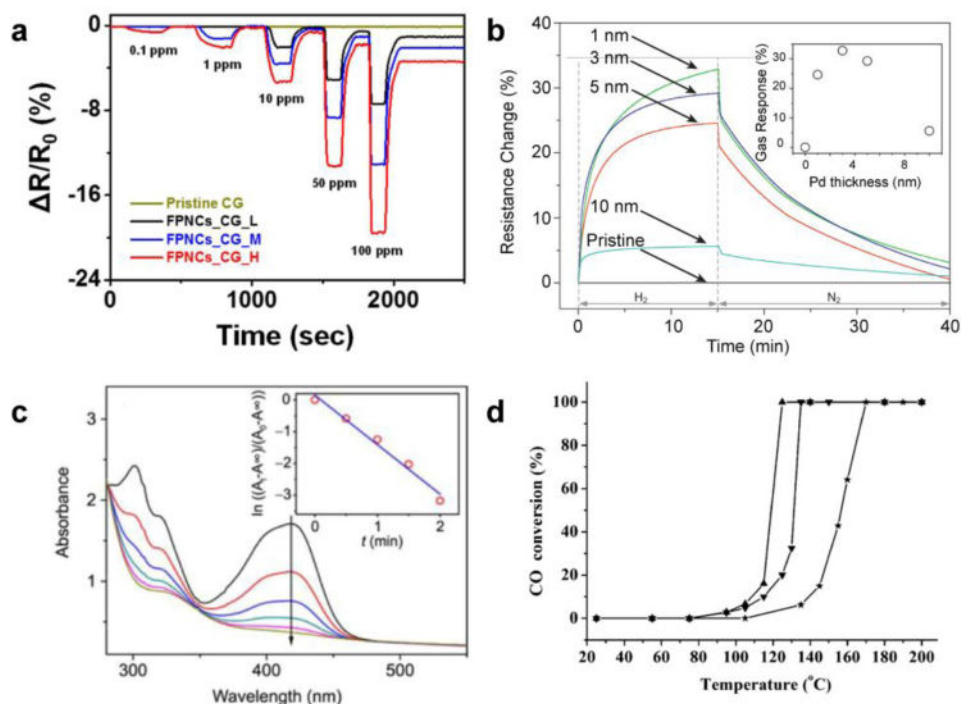 a
ΔR/R0 (%)
0
-8
-16
-24
0.1 ppm
1 ppm
10 ppm
50 ppm
100 ppm
Pristine CG
FPNCs_CG_L
FPNCs_CG_M
FPNCs_CG_H
0
1000
2000
Time (sec)
b
Resistance Change (%)
40
30
20
10
0
1 nm
3 nm
5 nm
10 nm
Pristine
H2
N2
0
10
20
30
40
Time (min)
Gas Response (%)
30
20
10
0
0
4
8
Pd thickness (nm)
c
Absorbance
3
2
1
300
400
500
Wavelength (nm)
ln ((At-A∞)/(A0-A∞))
0
-1
-2
-3
0
1
2
t (min)
d
CO conversion (%)
100
80
60
40
20
0
20 40 60 80 100 120 140 160 180 200
Temperature (°C)